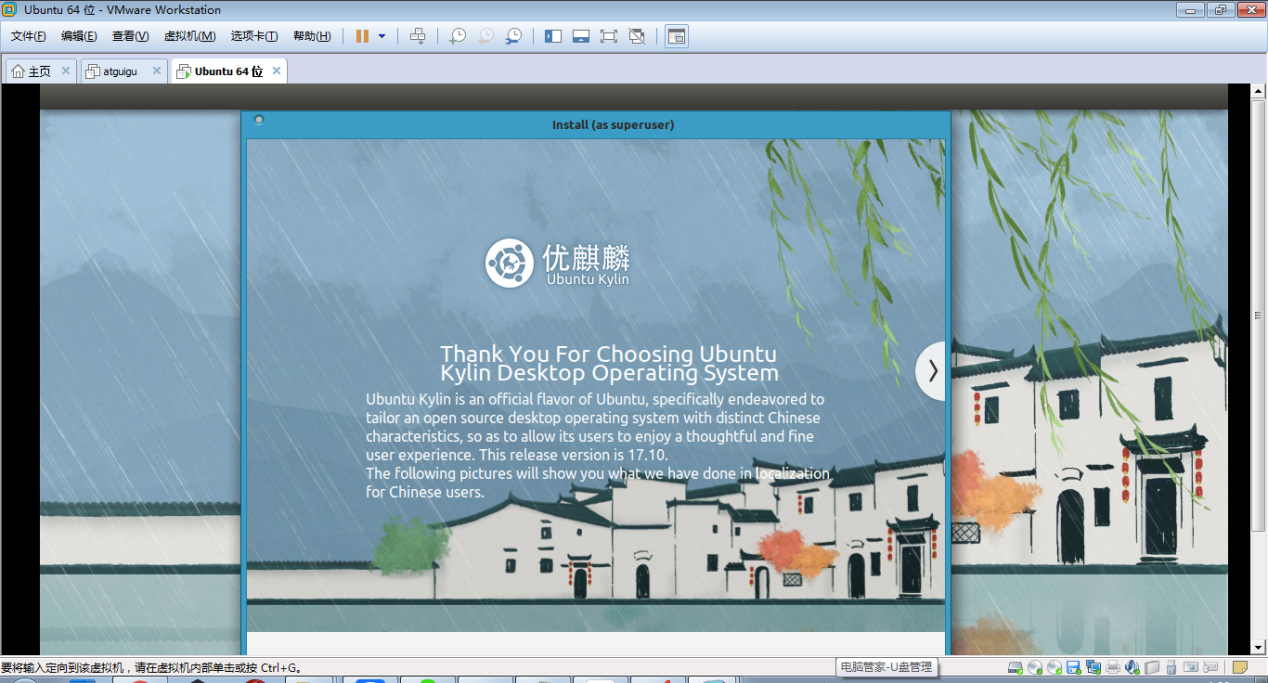 Ubuntu 64 位 - VMware Workstation
文件(F) 编辑(E) 查看(V) 虚拟机(M) 选项卡(T) 帮助(H)
主页 atguigu Ubuntu 64 位
Install (as superuser)
优麒麟
Ubuntu Kylin
Thank You For Choosing Ubuntu
Kylin Desktop Operating System
Ubuntu Kylin is an official flavor of Ubuntu, specifically endeavored to
tailor an open source desktop operating system with distinct Chinese
characteristics, so as to allow its users to enjoy a thoughtful and fine
user experience. This release version is 17.10.
The following pictures will show you what we have done in localization
for Chinese users.
要将输入定向到该虚拟机，请在虚拟机内部单击或按 Ctrl+G。
电脑管家-U盘管理